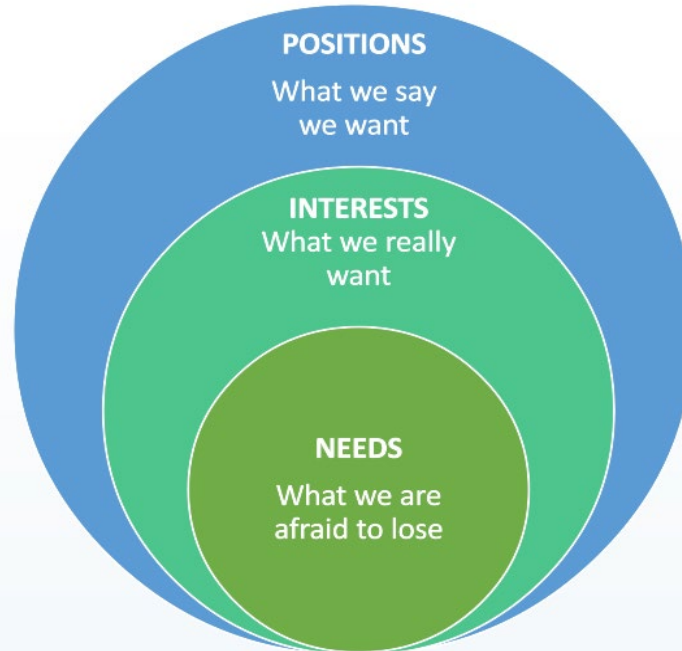 POSITIONS
What we say
we want
INTERESTS
What we really
want
NEEDS
What we are
afraid to lose